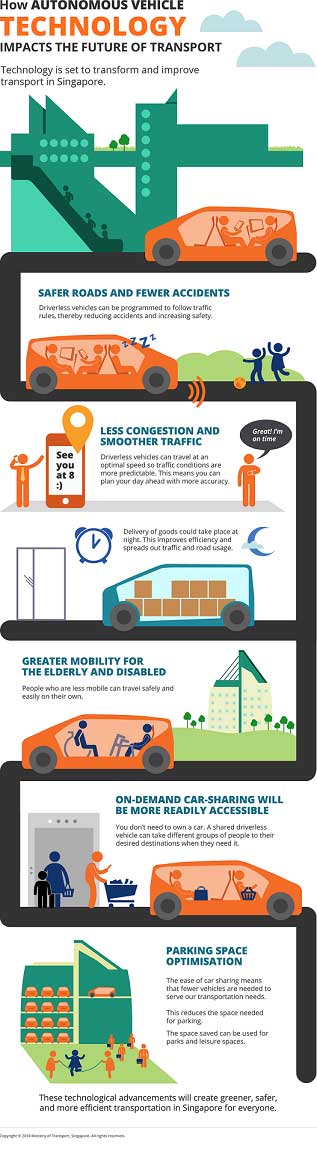 How AUTONOMOUS VEHICLE
TECHNOLOGY
IMPACTS THE FUTURE OF TRANSPORT
Technology is set to transform and improve
transport in Singapore.
SAFER ROADS AND FEWER ACCIDENTS
Driverless vehicles can be programmed to follow traffic
rules, thereby reducing accidents and increasing safety.
z z Z Z Z
LESS CONGESTION AND
SMOOTHER TRAFFIC
Driverless vehicles can travel at an
optimal speed so traffic conditions are
more predictable. This means you can
plan your day ahead with more accuracy.
See
you
at 8
:)
Great! I'm
on time
Delivery of goods could take place at
night. This improves efficiency and
spreads out traffic and road usage.
GREATER MOBILITY FOR
THE ELDERLY AND DISABLED
People who are less mobile can travel safely and
easily on their own.
ON-DEMAND CAR-SHARING WILL
BE MORE READILY ACCESSIBLE
You don't need to own a car. A shared driverless
vehicle can take different groups of people to their
desired destinations when they need it.
PARKING SPACE
OPTIMISATION
The ease of car sharing means
that fewer vehicles are needed to
serve our transportation needs.
This reduces the space needed
for parking.
The space saved can be used for
parks and leisure spaces.
These technological advancements will create greener, safer,
and more efficient transportation in Singapore for everyone.
Copyright © 2014 Ministry of Transport, Singapore. All rights reserved.